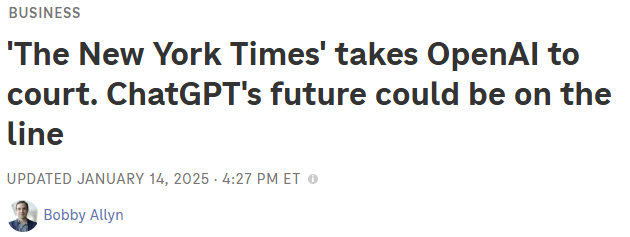 BUSINESS
'The New York Times' takes OpenAI to
court. ChatGPT's future could be on the
line
UPDATED JANUARY 14, 2025 · 4:27 PM ET
Bobby Allyn